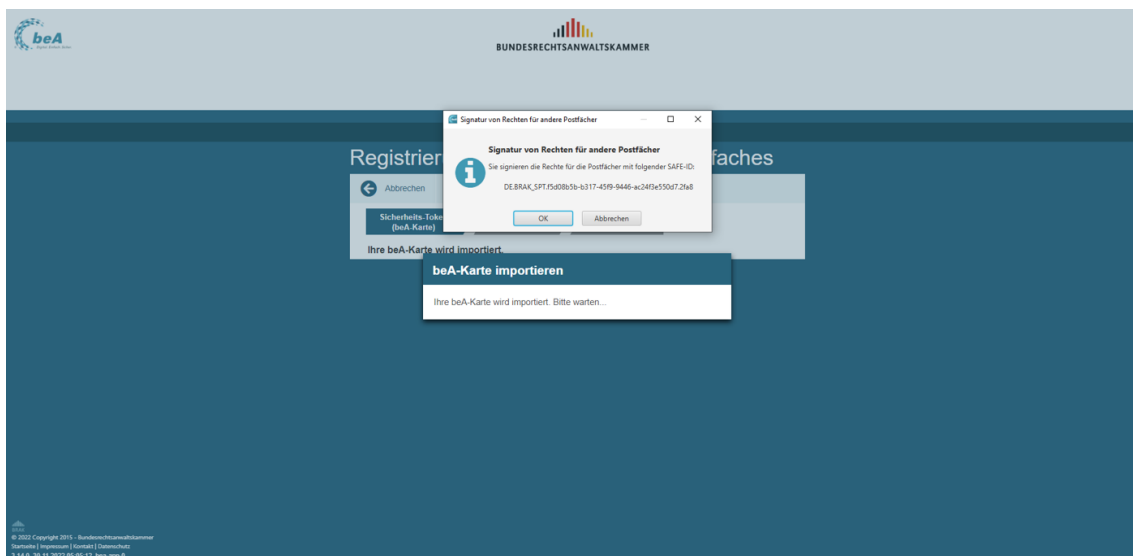 beA
BUNDESRECHTSANWALTSKAMMER
Signatur von Rechten für andere Postfächer
Signatur von Rechten für andere Postfächer
Sie signieren die Rechte für die Postfächer mit folgender SAFE-ID:
DE.BRAK_SPT.f5d08b5b-b317-45f9-9446-ac24f3e550d7.2fa8
OK
Abbrechen
Registrier
faches
Abbrechen
Sicherheits-Toke
(beA-Karte)
Ihre beA-Karte wird importiert.
beA-Karte importieren
Ihre beA-Karte wird importiert. Bitte warten...
© 2022 Copyright 2015 - Bundesrechtsanwaltskammer
Startseite | Impressum | Kontakt | Datenschutz